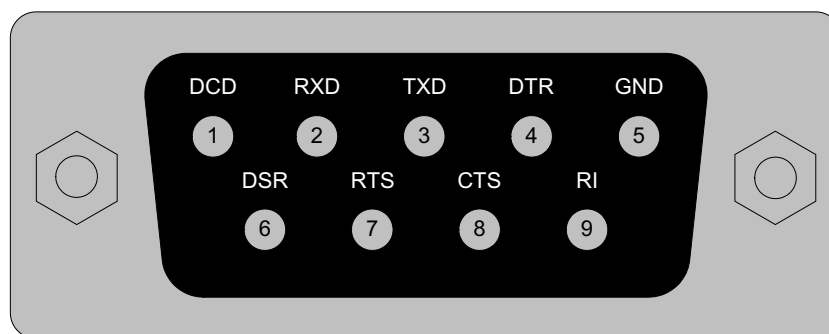 DCD RXD TXD DTR GND
1 2 3 4 5
DSR RTS CTS RI
6 7 8 9